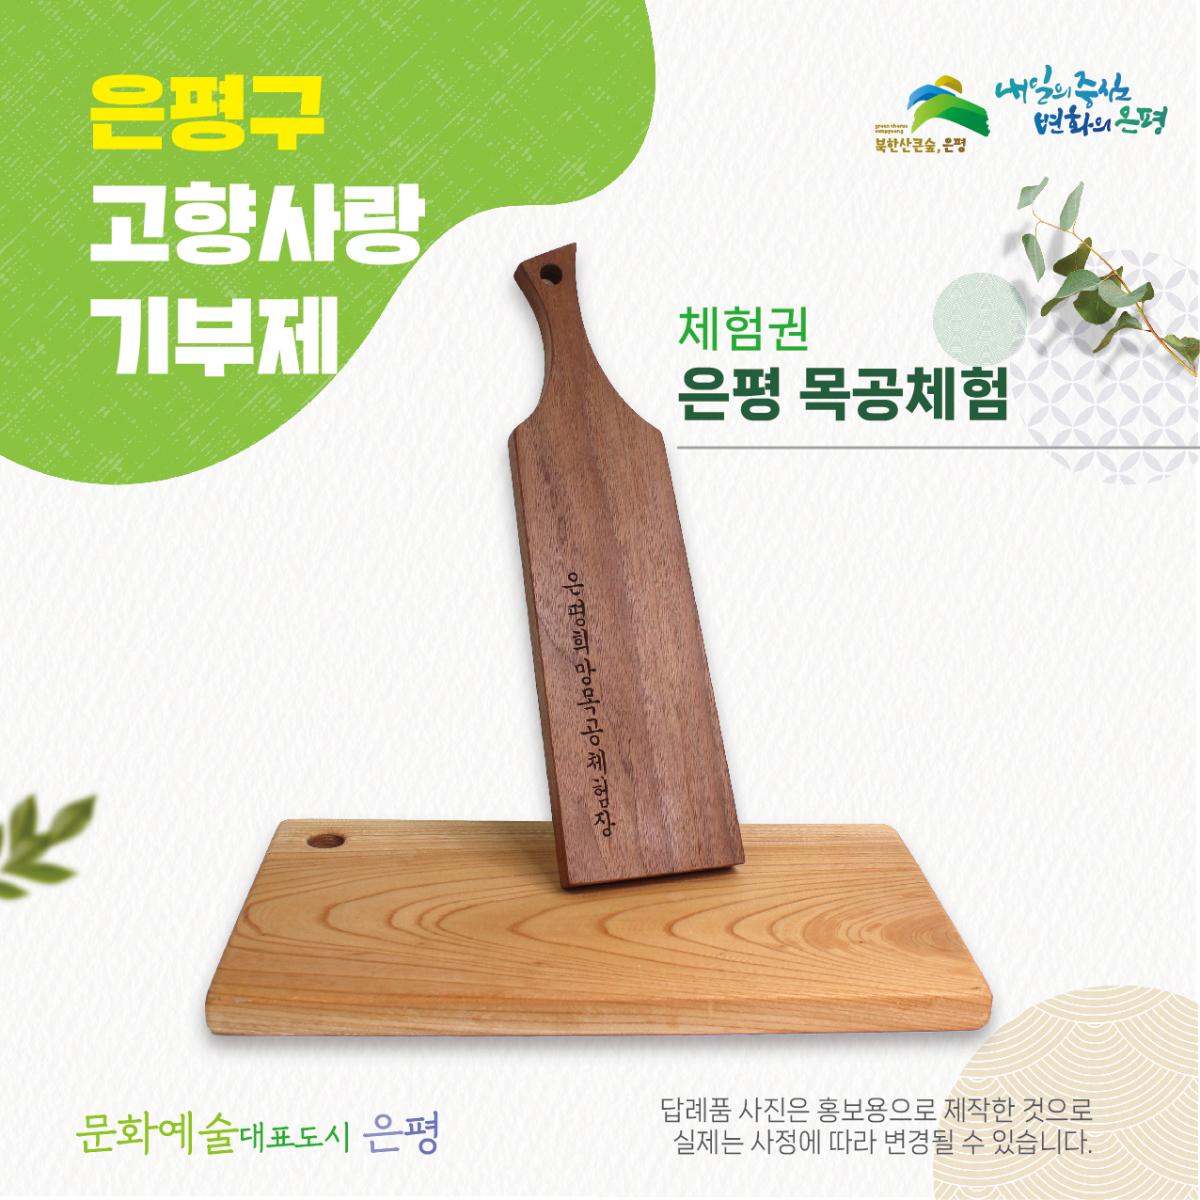 은평구
고향사랑
기부제
green chorus
eunpyeong
북한산큰숲, 은평
내일의 중심
변화의 은평
체험권
은평 목공체험
은평희망목공체험장
문화예술대표도시 은평
답례품 사진은 홍보용으로 제작한 것으로
실제는 사정에 따라 변경될 수 있습니다.